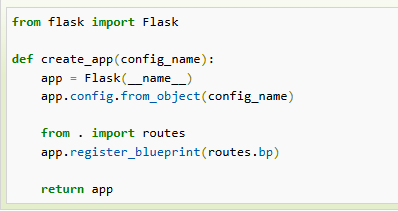 from flask import Flask

def create_app(config_name):
    app = Flask(__name__)
    app.config.from_object(config_name)

    from . import routes
    app.register_blueprint(routes.bp)

    return app